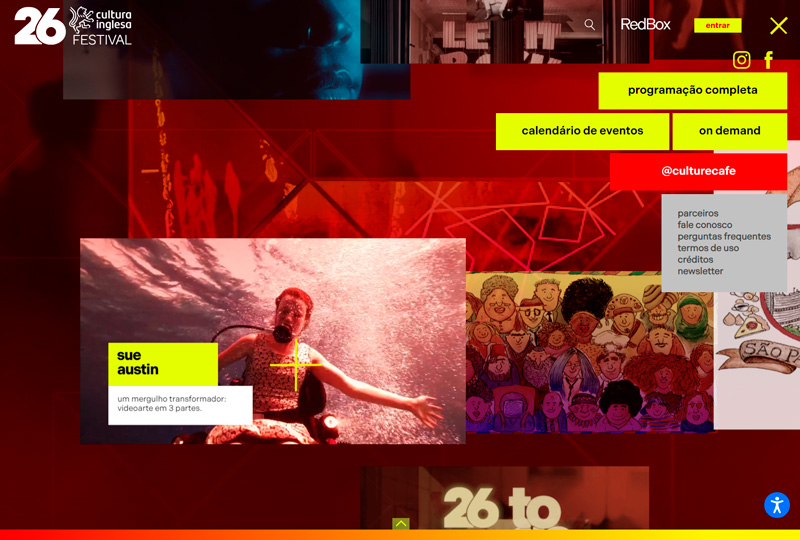 26 cultura
inglesa
FESTIVAL
RedBox
entrar
programação completa
calendário de eventos
on demand
@culturecafe
parceiros
fale conosco
perguntas frequentes
termos de uso
créditos
newsletter
sue
austin
um mergulho transformador:
videoarte em 3 partes.
SÃO P
26 to